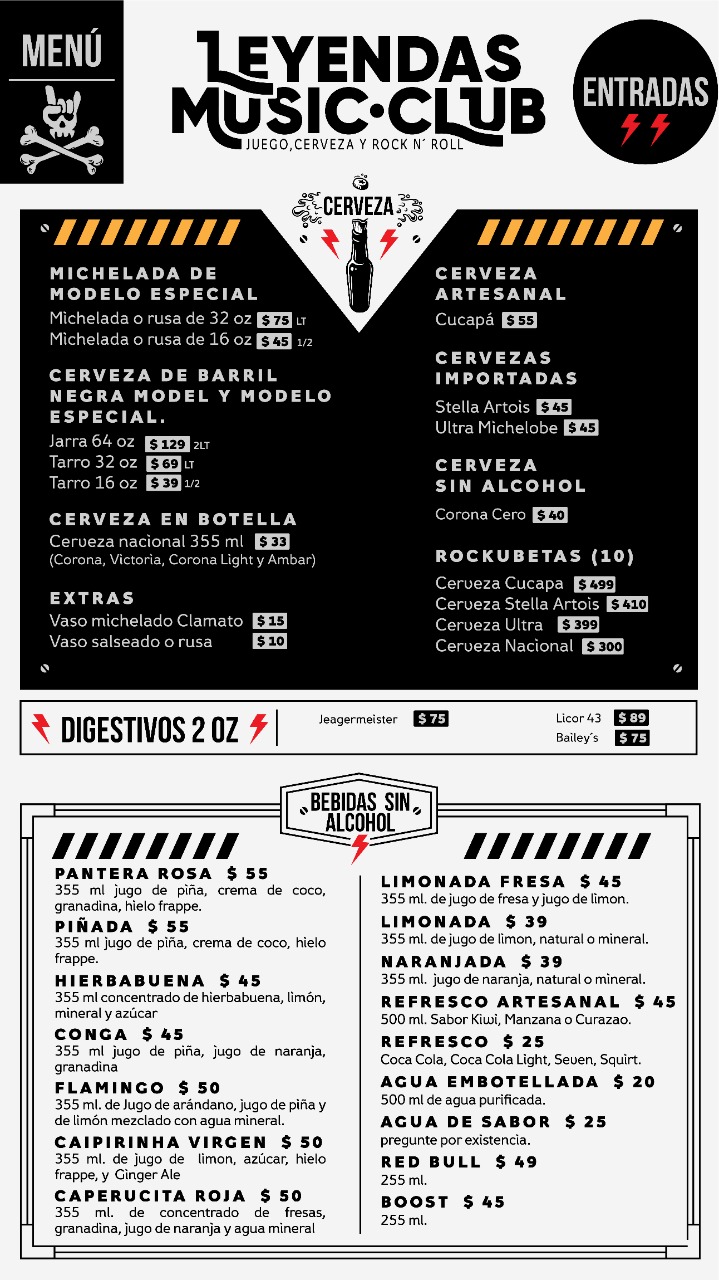 MENÚ
LEYENDAS
MUSIC·CLUB
JUEGO,CERVEZA Y ROCK N´ ROLL
ENTRADAS
CERVEZA
MICHELADA DE
MODELO ESPECIAL
Michelada o rusa de 32 oz $ 75 LT
Michelada o rusa de 16 oz $ 45 1/2
CERVEZA DE BARRIL
NEGRA MODEL Y MODELO
ESPECIAL.
Jarra 64 oz $ 129 2LT
Tarro 32 oz $ 69 LT
Tarro 16 oz $ 39 1/2
CERVEZA EN BOTELLA
Cerveza nacional 355 ml $ 33
(Corona, Victoria, Corona Light y Ambar)
EXTRAS
Vaso michelado Clamato $ 15
Vaso salseado o rusa $ 10
CERVEZA
ARTESANAL
Cucapá $ 55
CERVEZAS
IMPORTADAS
Stella Artois $ 45
Ultra Michelobe $ 45
CERVEZA
SIN ALCOHOL
Corona Cero $ 40
ROCKUBETAS (10)
Cerveza Cucapa $ 499
Cerveza Stella Artois $ 410
Cerveza Ultra $ 399
Cerveza Nacional $ 300
DIGESTIVOS 2 OZ
Jeagermeister $ 75
Licor 43 $ 89
Bailey´s $ 75
BEBIDAS SIN
ALCOHOL
PANTERA ROSA $ 55
355 ml jugo de piña, crema de coco,
granadina, hielo frappe.
PIÑADA $ 55
355 ml jugo de piña, crema de coco, hielo
frappe.
HIERBABUENA $ 45
355 ml concentrado de hierbabuena, limón,
mineral y azúcar
CONGA $ 45
355 ml jugo de piña, jugo de naranja,
granadina
FLAMINGO $ 50
355 ml. de Jugo de arándano, jugo de piña y
de limón mezclado con agua mineral.
CAIPIRINHA VIRGEN $ 50
355 ml. de jugo de limon, azúcar, hielo
frappe, y Ginger Ale
CAPERUCITA ROJA $ 50
355 ml. de concentrado de fresas,
granadina, jugo de naranja y agua mineral
LIMONADA FRESA $ 45
355 ml. de jugo de fresa y jugo de limon.
LIMONADA $ 39
355 ml. de jugo de limon, natural o mineral.
NARANJADA $ 39
355 ml. jugo de naranja, natural o mineral.
REFRESCO ARTESANAL $ 45
500 ml. Sabor Kiwi, Manzana o Curazao.
REFRESCO $ 25
Coca Cola, Coca Cola Light, Seven, Squirt.
AGUA EMBOTELLADA $ 20
500 ml de agua purificada.
AGUA DE SABOR $ 25
pregunte por existencia.
RED BULL $ 49
255 ml.
BOOST $ 45
255 ml.